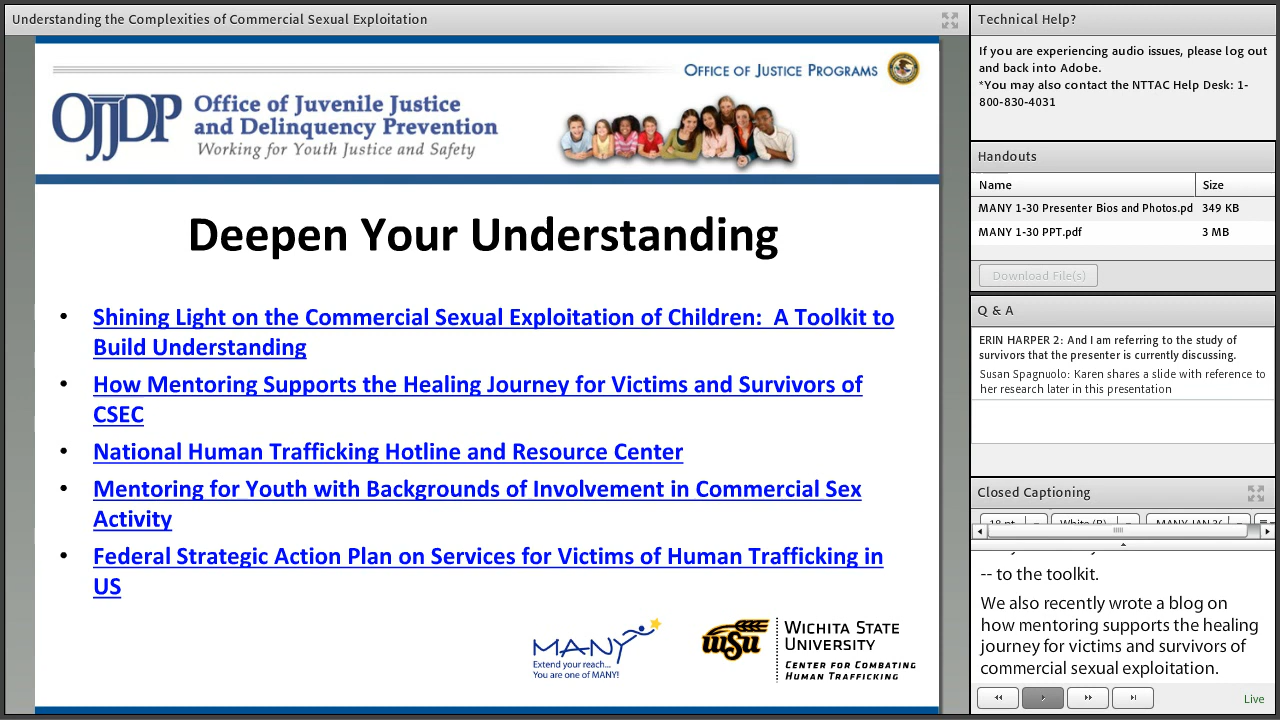 Understanding the Complexities of Commercial Sexual Exploitation
OFFICE OF JUSTICE PROGRAMS
OJJDP
Office of Juvenile Justice
and Delinquency Prevention
Working for Youth Justice and Safety
Deepen Your Understanding
• Shining Light on the Commercial Sexual Exploitation of Children: A Toolkit to
Build Understanding
• How Mentoring Supports the Healing Journey for Victims and Survivors of
CSEC
• National Human Trafficking Hotline and Resource Center
• Mentoring for Youth with Backgrounds of Involvement in Commercial Sex
Activity
• Federal Strategic Action Plan on Services for Victims of Human Trafficking in
US
MANY
Extend your reach...
You are one of MANY!
WSU
WICHITA STATE
UNIVERSITY
CENTER FOR COMBATING
HUMAN TRAFFICKING
Technical Help?
If you are experiencing audio issues, please log out
and back into Adobe.
*You may also contact the NTTAC Help Desk: 1-
800-830-4031
Handouts
Name Size
MANY 1-30 Presenter Bios and Photos.pd 349 KB
MANY 1-30 PPT.pdf 3 MB
Download File(s)
Q & A
ERIN HARPER 2: And I am referring to the study of
survivors that the presenter is currently discussing.
Susan Spagnuolo: Karen shares a slide with reference to
her research later in this presentation
Closed Captioning
-- to the toolkit.
We also recently wrote a blog on
how mentoring supports the healing
journey for victims and survivors of
commercial sexual exploitation.
Live